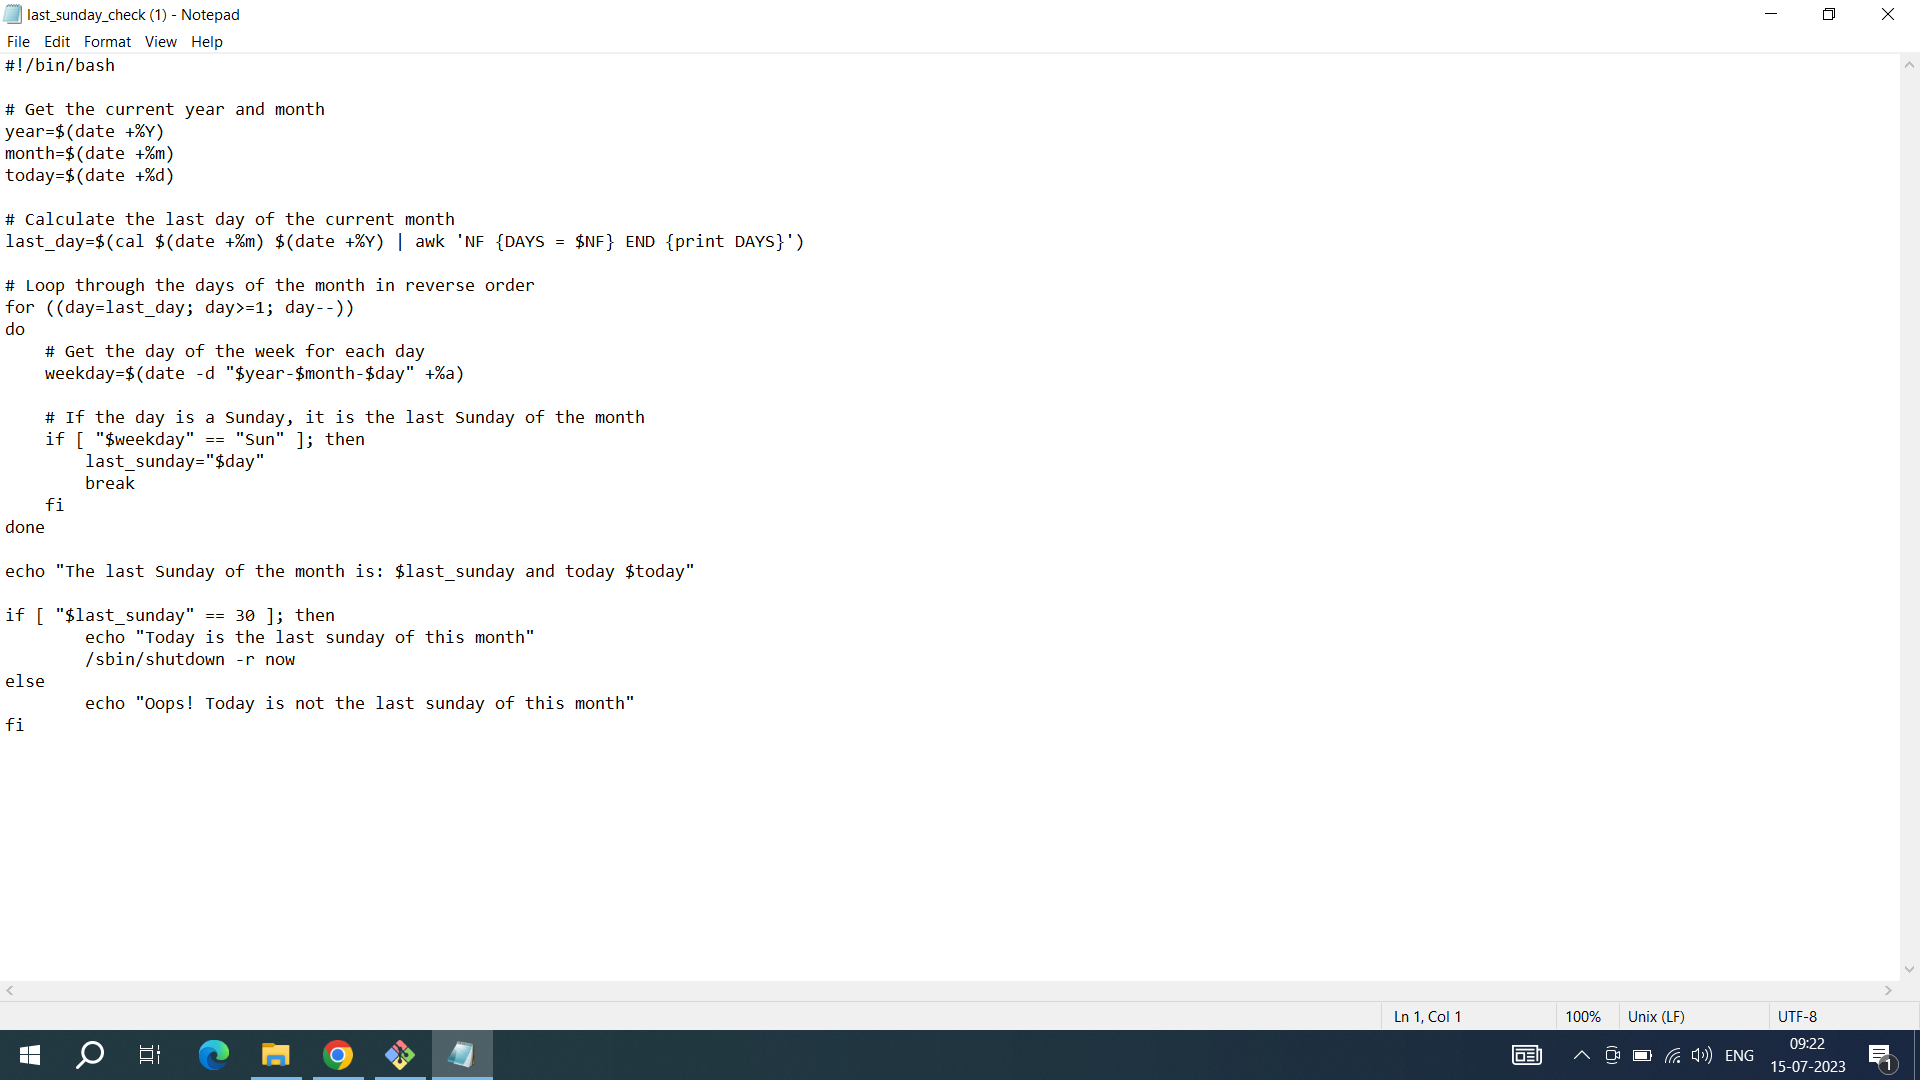 last_sunday_check (1) - Notepad
File Edit Format View Help
#!/bin/bash

# Get the current year and month
year=$(date +%Y)
month=$(date +%m)
today=$(date +%d)

# Calculate the last day of the current month
last_day=$(cal $(date +%m) $(date +%Y) | awk 'NF {DAYS = $NF} END {print DAYS}')

# Loop through the days of the month in reverse order
for ((day=last_day; day>=1; day--))
do
    # Get the day of the week for each day
    weekday=$(date -d "$year-$month-$day" +%a)

    # If the day is a Sunday, it is the last Sunday of the month
    if [ "$weekday" == "Sun" ]; then
        last_sunday="$day"
        break
    fi
done

echo "The last Sunday of the month is: $last_sunday and today $today"

if [ "$last_sunday" == 30 ]; then
        echo "Today is the last sunday of this month"
        /sbin/shutdown -r now
else
        echo "Oops! Today is not the last sunday of this month"
fi
Ln 1, Col 1 100% Unix (LF) UTF-8
ENG
09:22
15-07-2023
1